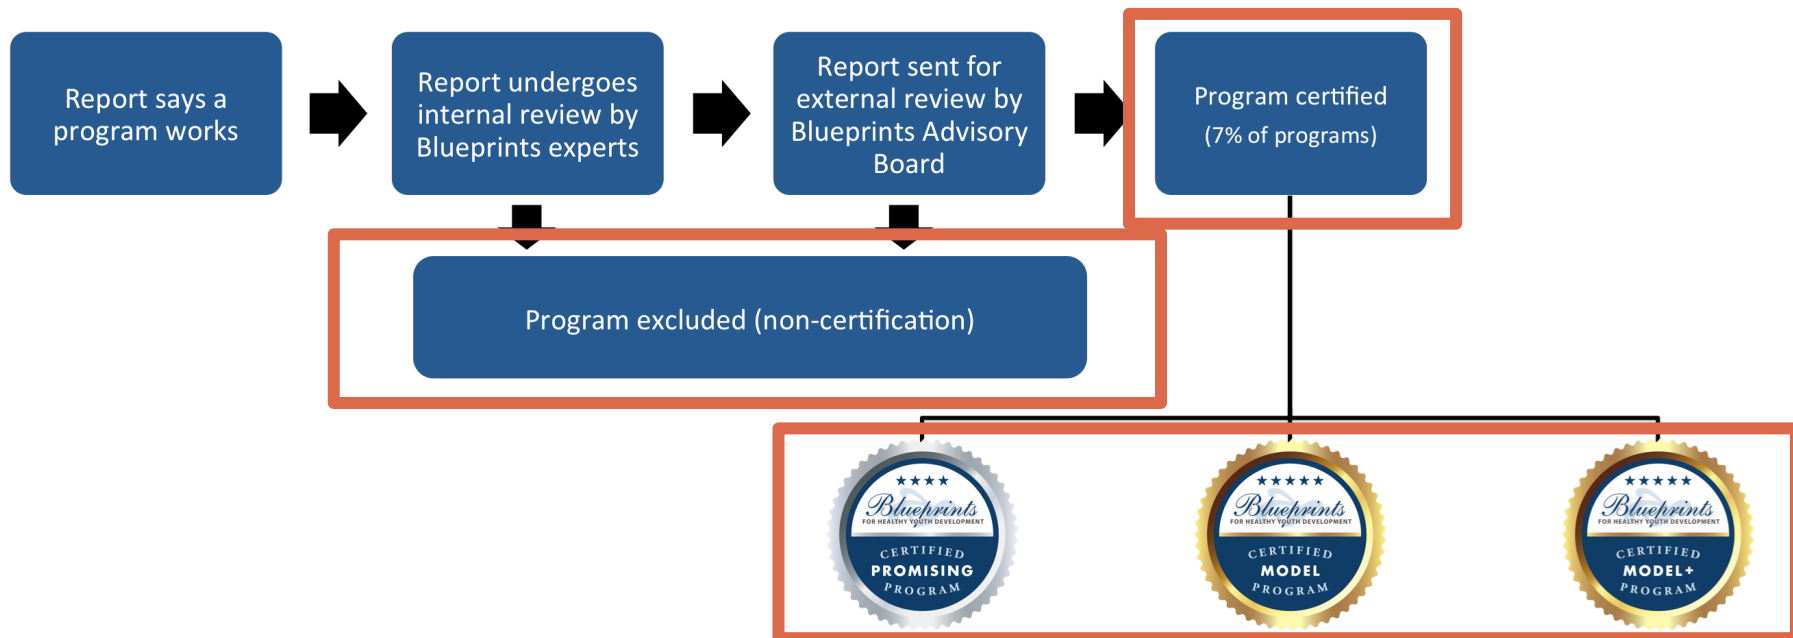 Report says a
program works
Report undergoes
internal review by
Blueprints experts
Report sent for
external review by
Blueprints Advisory
Board
Program certified
(7% of programs)
Program excluded (non-certification)
Blueprints
FOR HEALTHY YOUTH DEVELOPMENT
CERTIFIED
PROMISING
PROGRAM
Blueprints
FOR HEALTHY YOUTH DEVELOPMENT
CERTIFIED
MODEL
PROGRAM
Blueprints
FOR HEALTHY YOUTH DEVELOPMENT
CERTIFIED
MODEL+
PROGRAM